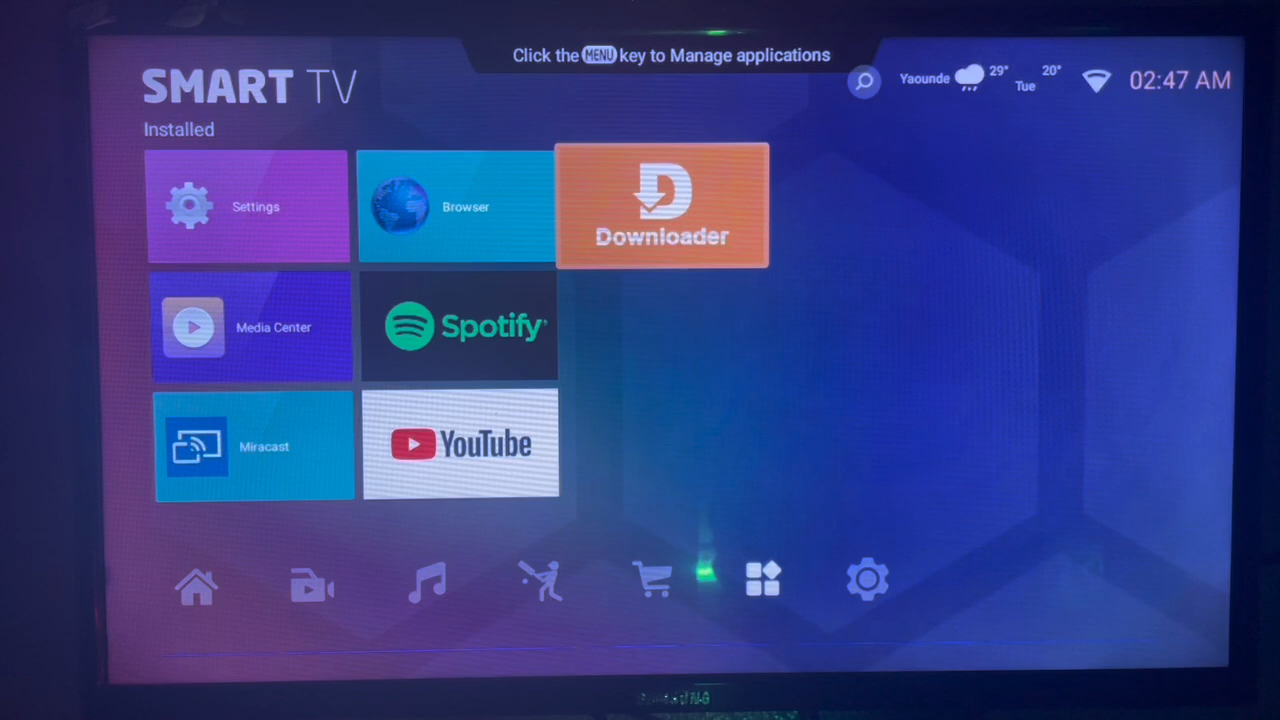 Click the MENU key to Manage applications
SMART TV
Yaounde 29° Tue 20° 02:47 AM
Installed
Settings
Browser
D
Downloader
Media Center
Spotify
Miracast
YouTube